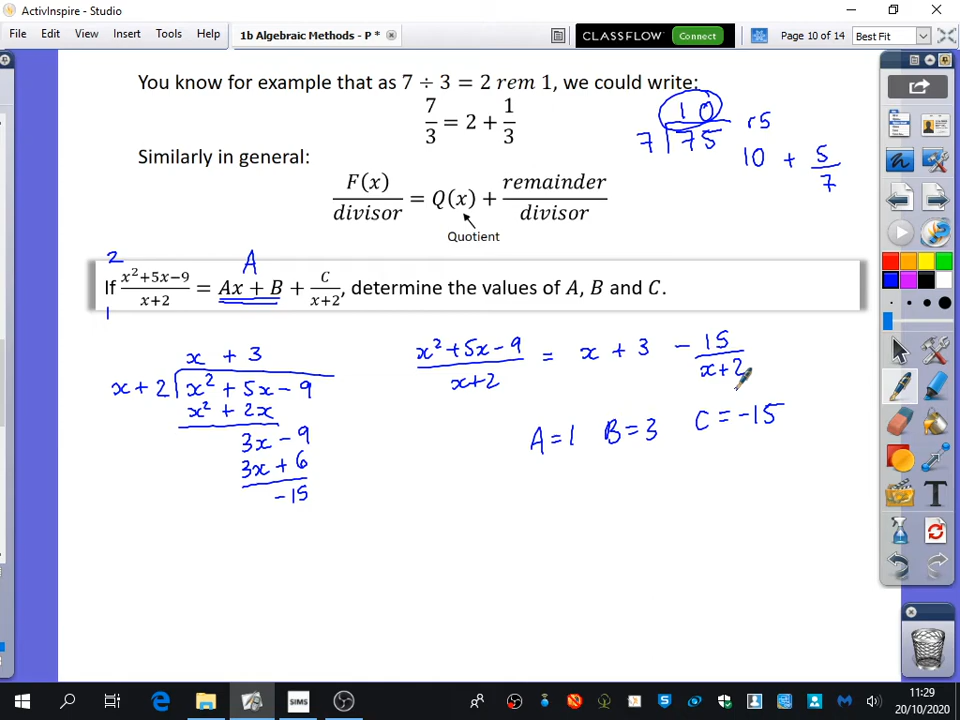 ActivInspire - Studio
File Edit View Insert Tools Help 1b Algebraic Methods - P * CLASSFLOW Connect Page 10 of 14 Best Fit
You know for example that as 7 ÷ 3 = 2 rem 1, we could write:
7/3 = 2 + 1/3
10 r5
7 75
10 + 5/7
Similarly in general:
F(x)/divisor = Q(x) + remainder/divisor
Quotient
2 A
If x²+5x−9/x+2 = Ax + B + C/x+2, determine the values of A, B and C.
1
x + 3
x + 2 x² + 5x − 9
x² + 2x
3x − 9
3x + 6
−15
x² + 5x − 9/x+2 = x + 3 − 15/x+2
A = 1 B = 3 C = −15
11:29
20/10/2020
SIMS